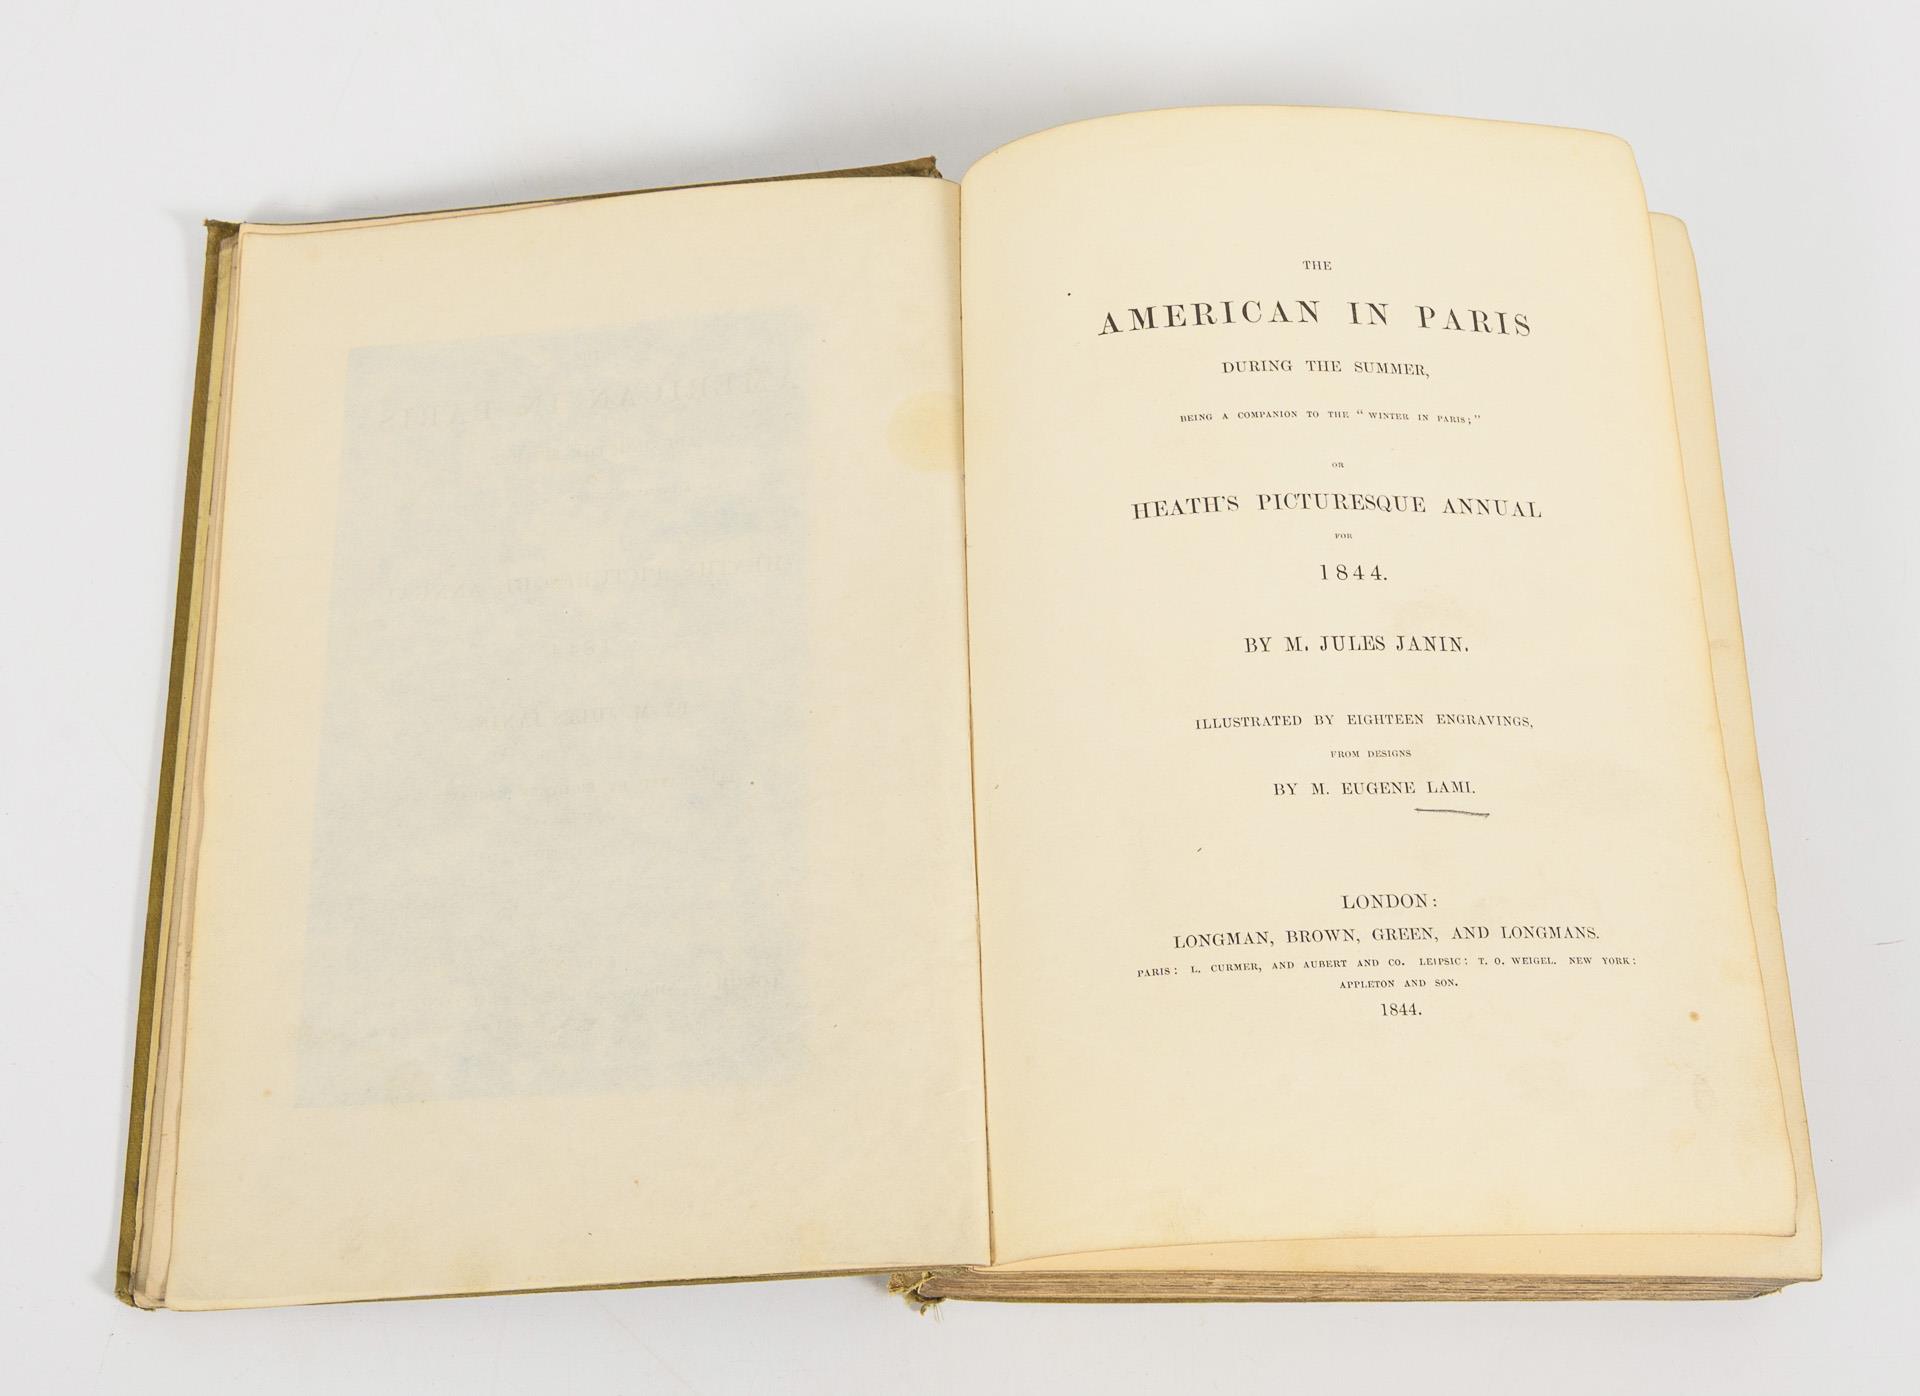 THE
AMERICAN IN PARIS
DURING THE SUMMER,
BEING A COMPANION TO THE "WINTER IN PARIS;"
OR
HEATH'S PICTURESQUE ANNUAL
FOR
1844.
BY M. JULES JANIN.
ILLUSTRATED BY EIGHTEEN ENGRAVINGS,
FROM DESIGNS
BY M. EUGENE LAMI.
LONDON:
LONGMAN, BROWN, GREEN, AND LONGMANS.
PARIS: L. CURMER, AND AUBERT AND CO. LEIPSIC: T. O. WEIGEL. NEW YORK:
APPLETON AND SON.
1844.